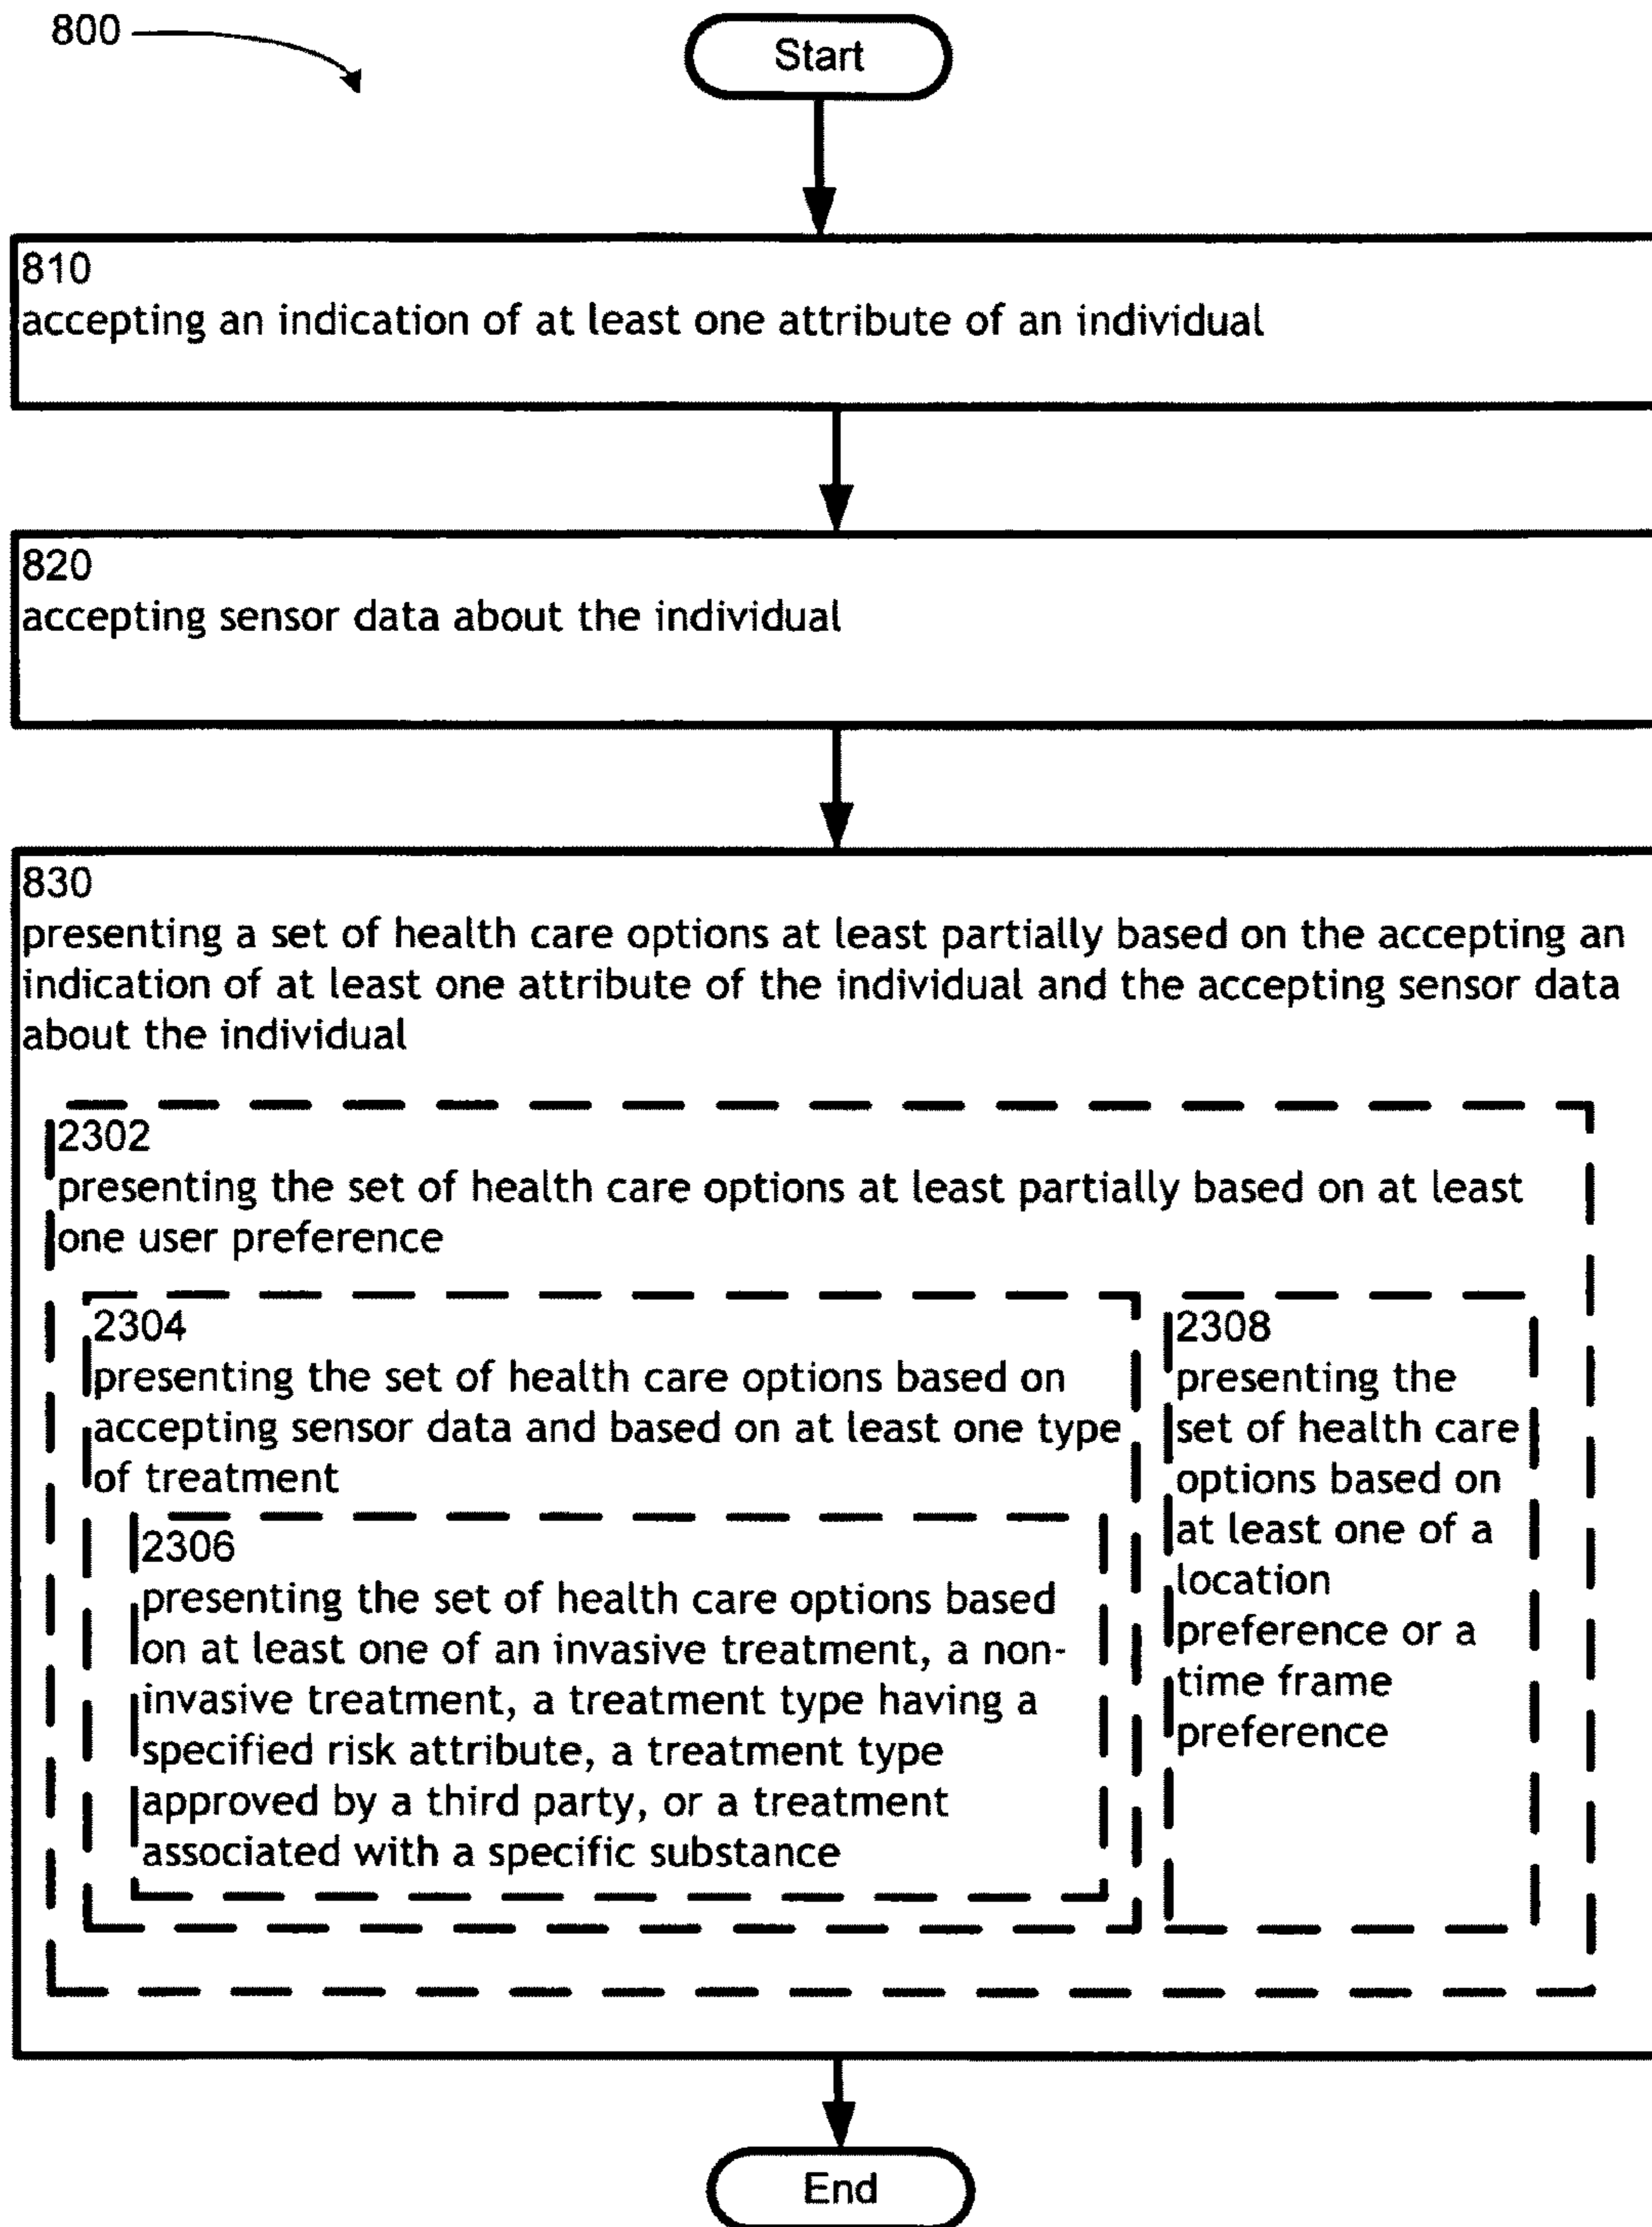 800
Start
810
accepting an indication of at least one attribute of an individual
820
accepting sensor data about the individual
830
presenting a set of health care options at least partially based on the accepting an
indication of at least one attribute of the individual and the accepting sensor data
about the individual
2302
presenting the set of health care options at least partially based on at least
one user preference
2304
presenting the set of health care options based on
accepting sensor data and based on at least one type
of treatment
2306
presenting the set of health care options based
on at least one of an invasive treatment, a non-
invasive treatment, a treatment type having a
specified risk attribute, a treatment type
approved by a third party, or a treatment
associated with a specific substance
2308
presenting the
set of health care
options based on
at least one of a
location
preference or a
time frame
preference
End